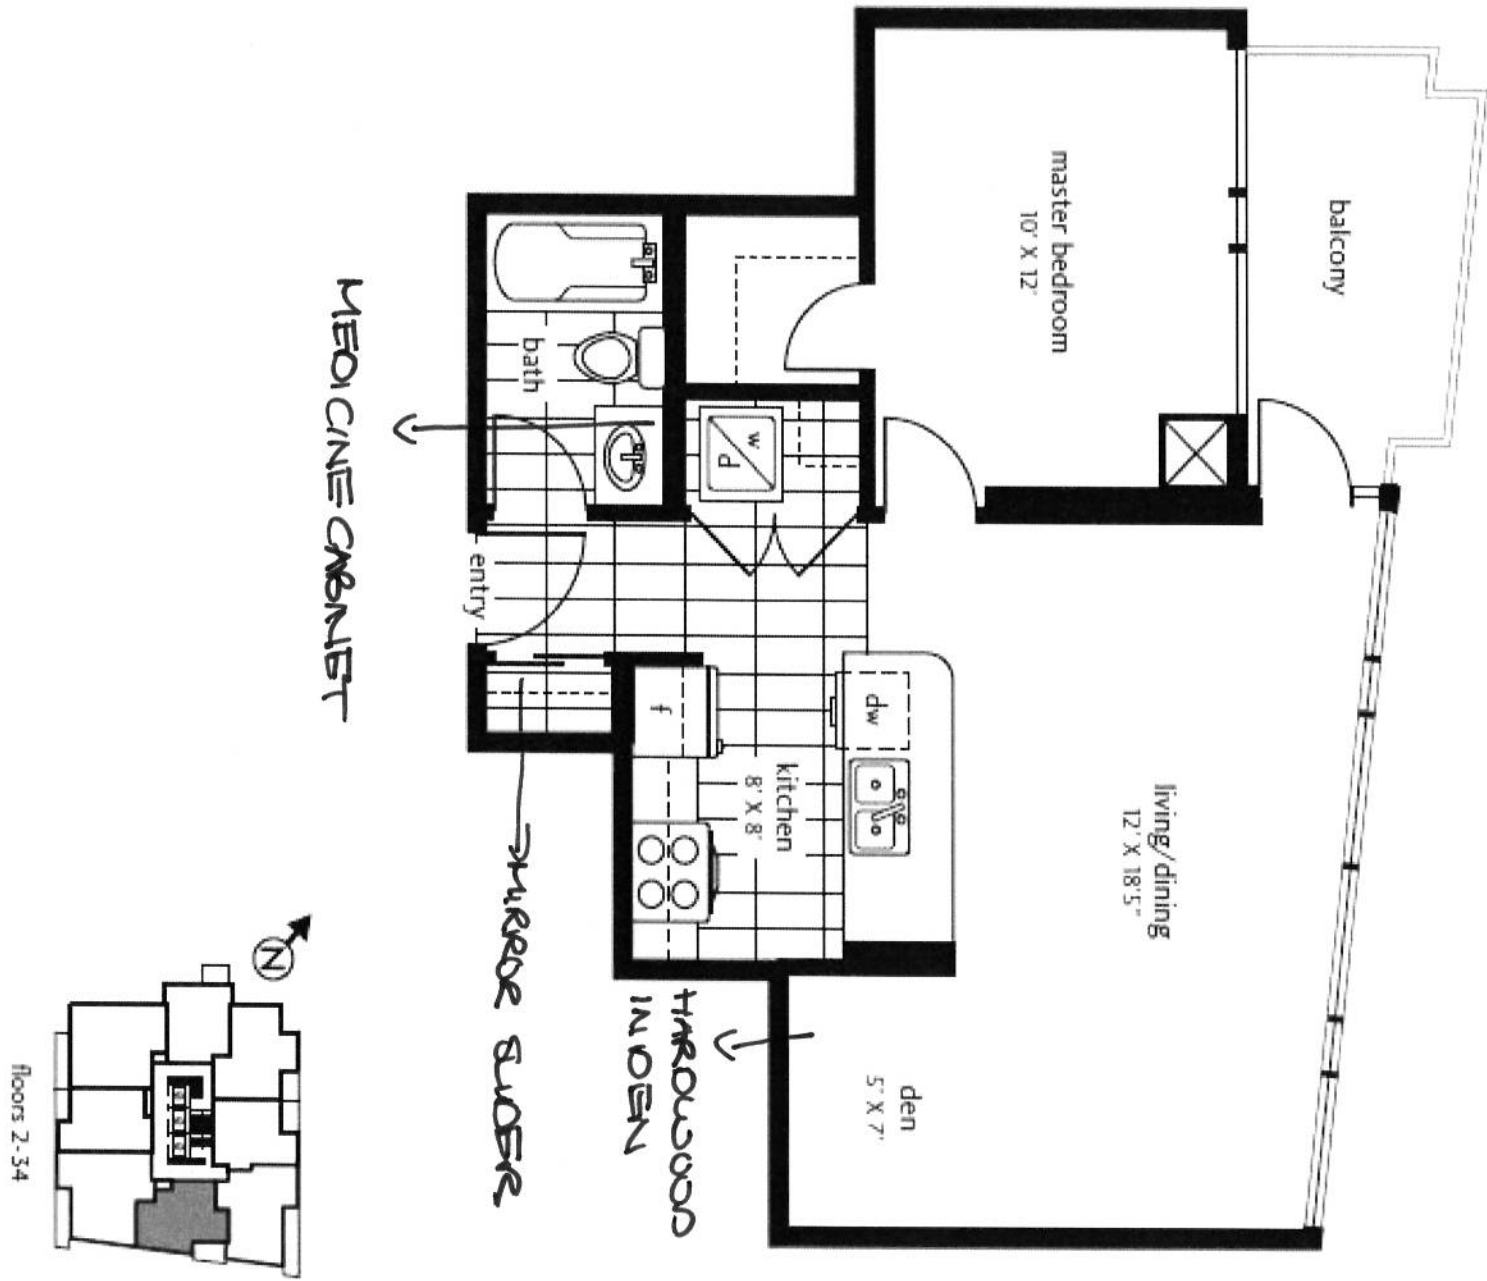 balcony
master bedroom
10' X 12'
living/dining
12' X 18'5"
den
5' X 7'
kitchen
8' X 8'
dw
f
w
P
bath
entry
MEDICINE CABINET
MIRROR SLIDER
HARDWOOD
IN DEN
N
floors 2-34